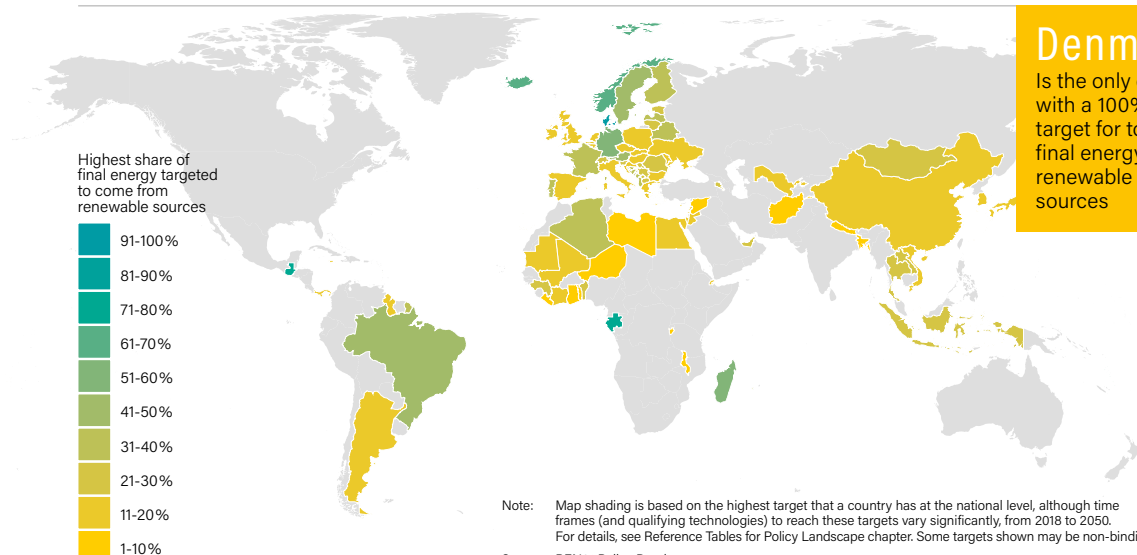 Denm
Is the only
with a 100%
target for to
final energy
renewable
sources
Highest share of
final energy targeted
to come from
renewable sources
91-100%
81-90%
71-80%
61-70%
51-60%
41-50%
31-40%
21-30%
11-20%
1-10%
Note: Map shading is based on the highest target that a country has at the national level, although time
frames (and qualifying technologies) to reach these targets vary significantly, from 2018 to 2050.
For details, see Reference Tables for Policy Landscape chapter. Some targets shown may be non-bindi